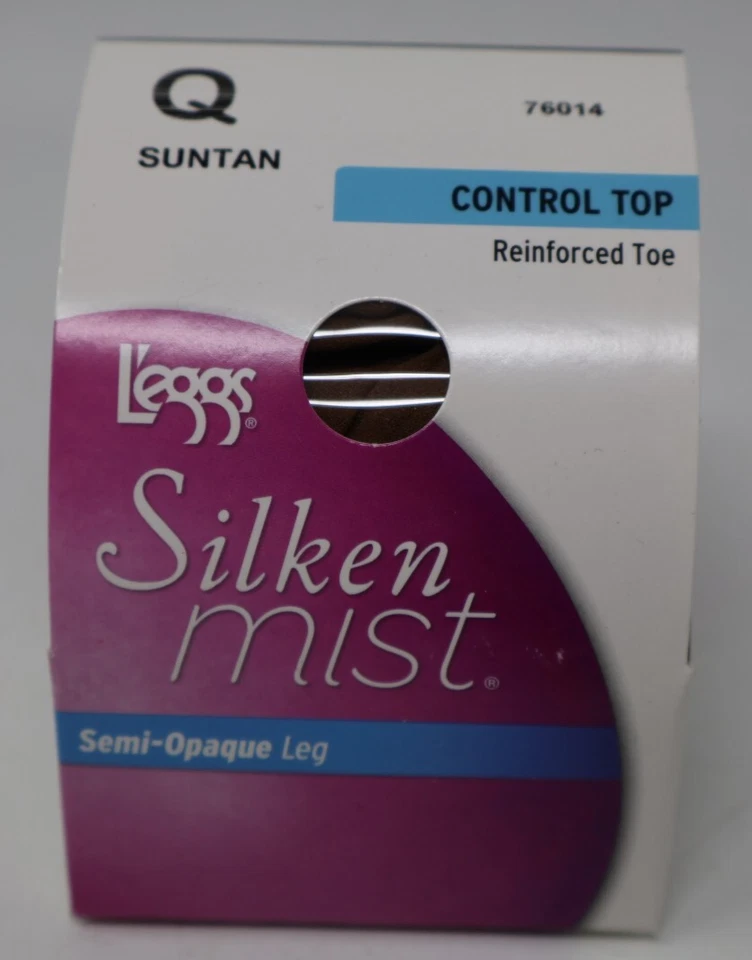 Q
76014
SUNTAN
CONTROL TOP
Reinforced Toe
L'eggs®
Silken
mist®
Semi-Opaque Leg